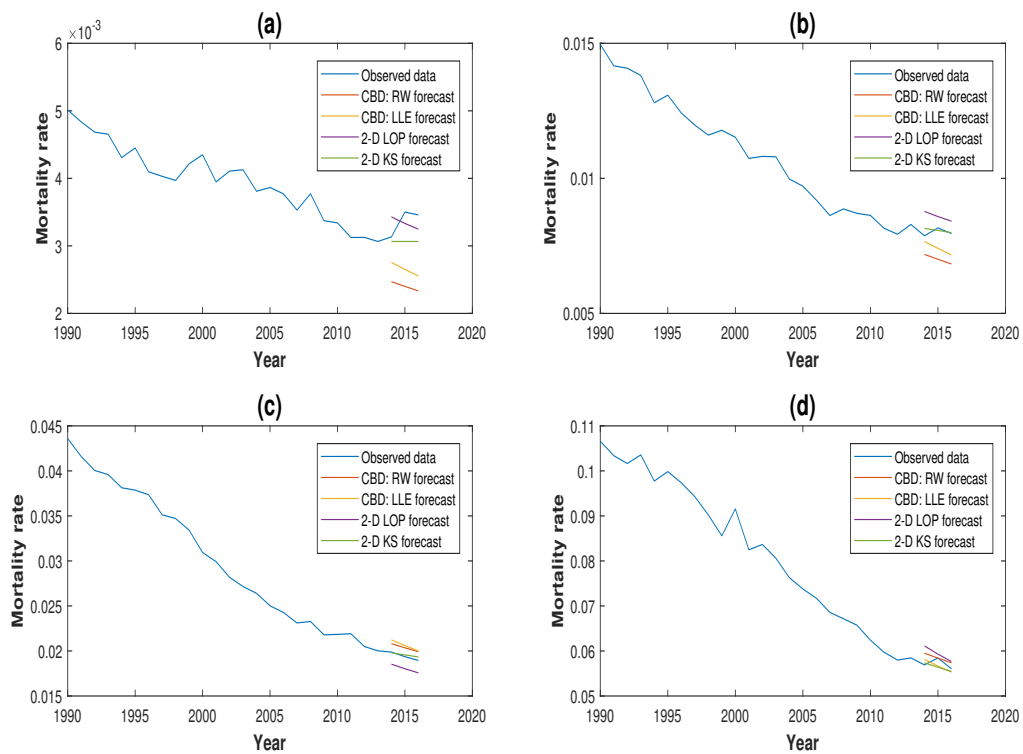 (a)
×10⁻³
6
5
4
3
2
Mortality rate
1990 1995 2000 2005 2010 2015 2020
Year
Observed data
CBD: RW forecast
CBD: LLE forecast
2-D LOP forecast
2-D KS forecast
(b)
0.015
0.01
0.005
Mortality rate
1990 1995 2000 2005 2010 2015 2020
Year
Observed data
CBD: RW forecast
CBD: LLE forecast
2-D LOP forecast
2-D KS forecast
(c)
0.045
0.04
0.035
0.03
0.025
0.02
0.015
Mortality rate
1990 1995 2000 2005 2010 2015 2020
Year
Observed data
CBD: RW forecast
CBD: LLE forecast
2-D LOP forecast
2-D KS forecast
(d)
0.11
0.1
0.09
0.08
0.07
0.06
0.05
Mortality rate
1990 1995 2000 2005 2010 2015 2020
Year
Observed data
CBD: RW forecast
CBD: LLE forecast
2-D LOP forecast
2-D KS forecast